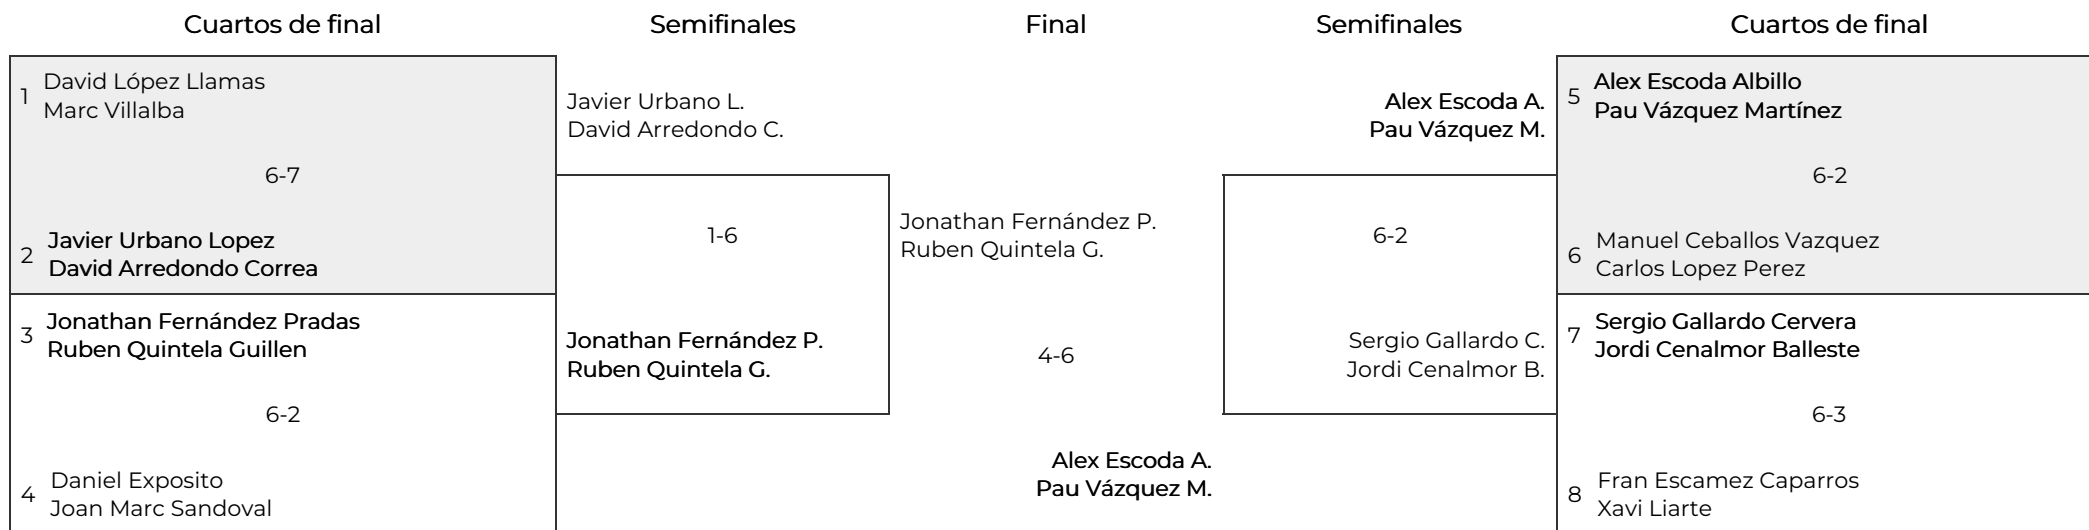 Cuartos de final
Semifinales
Final
Semifinales
Cuartos de final
1
David López Llamas
Marc Villalba
6-7
2
Javier Urbano Lopez
David Arredondo Correa
3
Jonathan Fernández Pradas
Ruben Quintela Guillen
6-2
4
Daniel Exposito
Joan Marc Sandoval
Javier Urbano L.
David Arredondo C.
1-6
Jonathan Fernández P.
Ruben Quintela G.
Jonathan Fernández P.
Ruben Quintela G.
4-6
Alex Escoda A.
Pau Vázquez M.
Alex Escoda A.
Pau Vázquez M.
6-2
Sergio Gallardo C.
Jordi Cenalmor B.
5
Alex Escoda Albillo
Pau Vázquez Martínez
6-2
6
Manuel Ceballos Vazquez
Carlos Lopez Perez
7
Sergio Gallardo Cervera
Jordi Cenalmor Balleste
6-3
8
Fran Escamez Caparros
Xavi Liarte